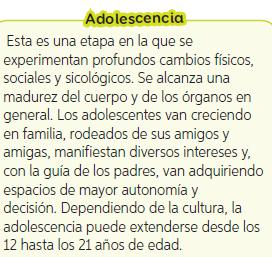 Adolescencia
Esta es una etapa en la que se
experimentan profundos cambios físicos,
sociales y sicológicos. Se alcanza una
madurez del cuerpo y de los órganos en
general. Los adolescentes van creciendo
en familia, rodeados de sus amigos y
amigas, manifiestan diversos intereses y,
con la guía de los padres, van adquiriendo
espacios de mayor autonomía y
decisión. Dependiendo de la cultura, la
adolescencia puede extenderse desde los
12 hasta los 21 años de edad.